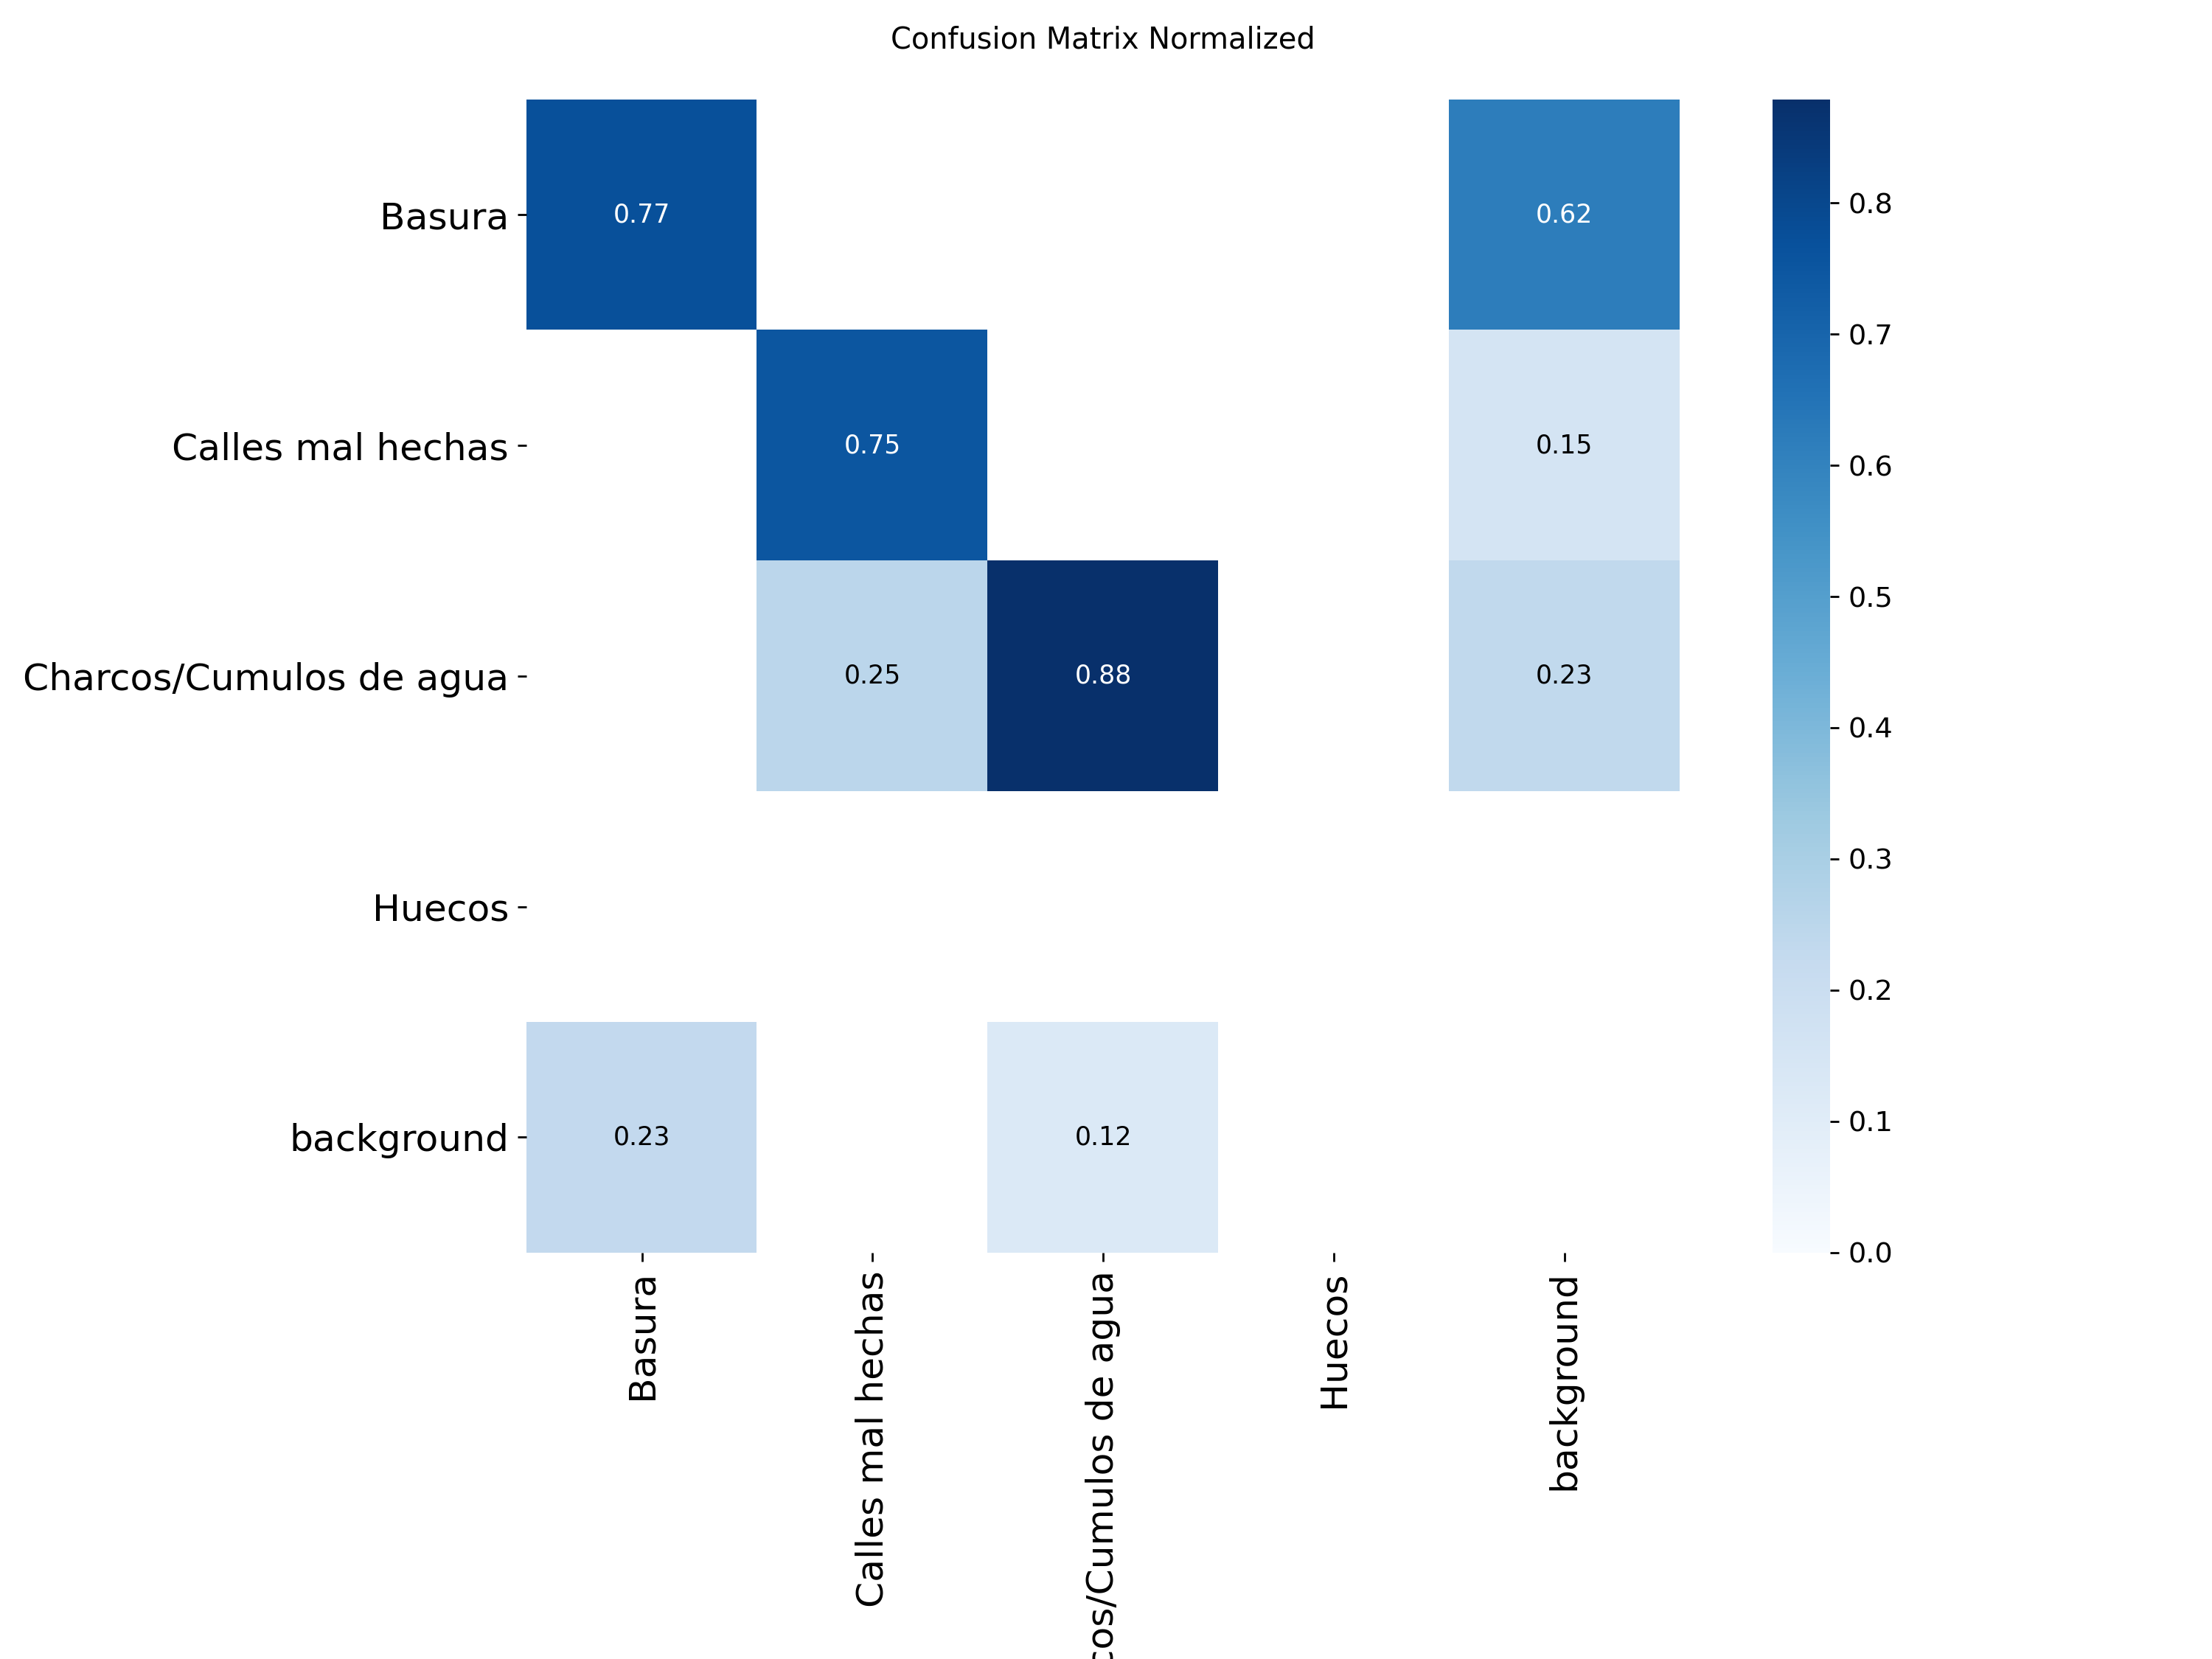 Confusion Matrix Normalized
Basura
0.77
0.62
0.8
0.7
Calles mal hechas
0.75
0.15
0.6
0.5
Charcos/Cumulos de agua
0.25
0.88
0.23
0.4
0.3
Huecos
0.2
background
0.23
0.12
0.1
0.0
Basura
Calles mal hechas
cos/Cumulos de agua
Huecos
background